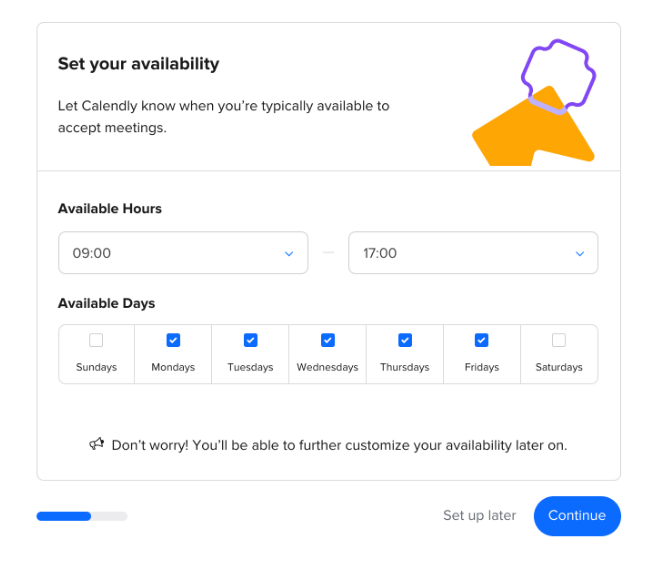 Set your availability
Let Calendly know when you’re typically available to
accept meetings.
Available Hours
09:00 – 17:00
Available Days
Sundays Mondays Tuesdays Wednesdays Thursdays Fridays Saturdays
Don’t worry! You’ll be able to further customize your availability later on.
Set up later Continue